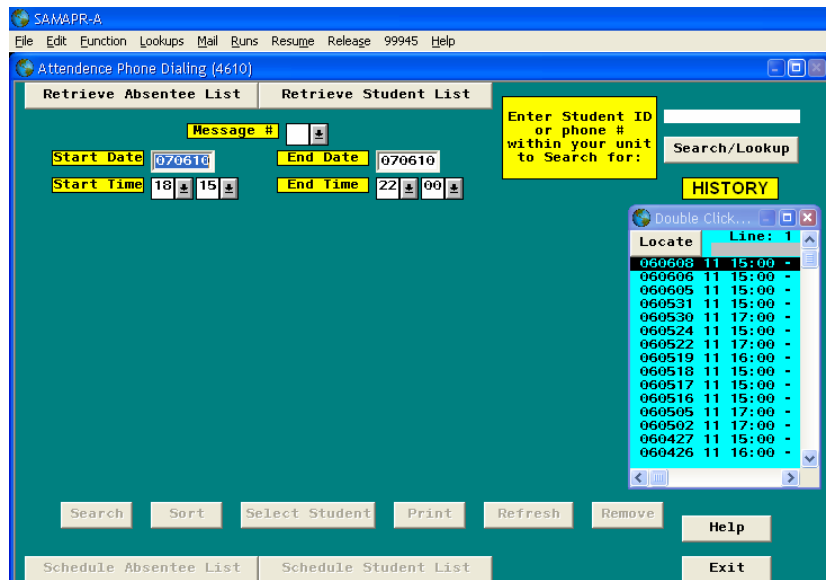 SAMAPR-A
File Edit Function Lookups Mail Runs Resume Release 99945 Help
Attendence Phone Dialing (4610)
Retrieve Absentee List Retrieve Student List
Enter Student ID
or phone #
within your unit
to Search for:
Search/Lookup
Message #
Start Date 070610 End Date 070610
Start Time 18 15 End Time 22 00
HISTORY
Double Click...
Locate Line: 1
060608 11 15:00 -
060606 11 15:00 -
060605 11 15:00 -
060531 11 15:00 -
060530 11 17:00 -
060524 11 15:00 -
060522 11 17:00 -
060519 11 16:00 -
060518 11 15:00 -
060517 11 15:00 -
060516 11 15:00 -
060505 11 17:00 -
060502 11 17:00 -
060427 11 15:00 -
060426 11 16:00 -
Search Sort Select Student Print Refresh Remove
Help
Schedule Absentee List Schedule Student List Exit